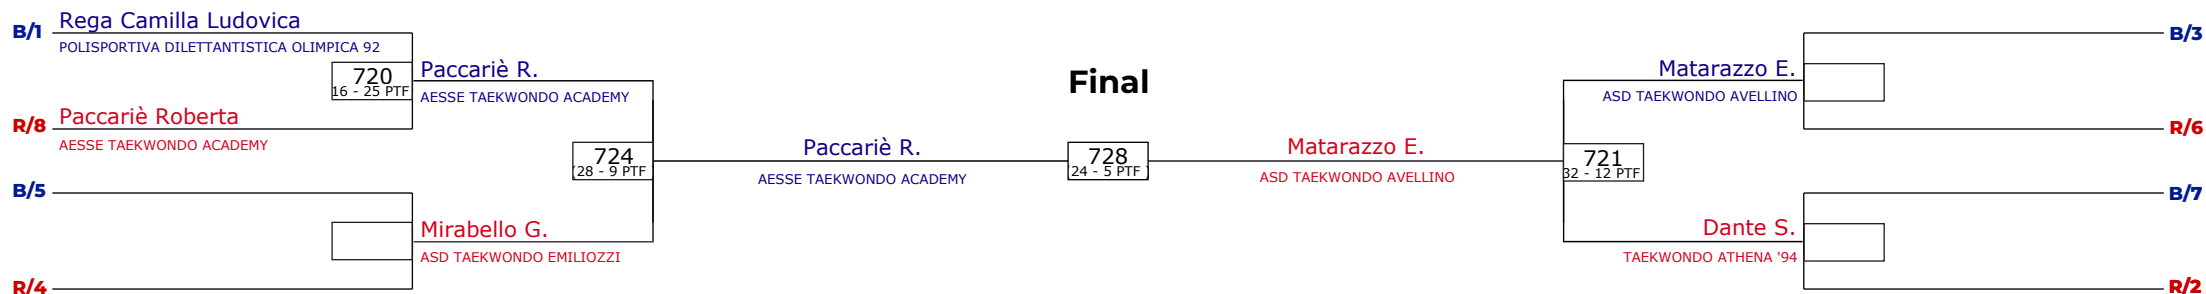 B/1 Rega Camilla Ludovica
POLISPORTIVA DILETTANTISTICA OLIMPICA 92
720
16 - 25 PTF
R/8 Paccariè Roberta
AESSE TAEKWONDO ACADEMY
Paccariè R.
AESSE TAEKWONDO ACADEMY
B/5
R/4
Mirabello G.
ASD TAEKWONDO EMILIOZZI
724
(28 - 9 PTF
Paccariè R.
AESSE TAEKWONDO ACADEMY
Final
728
24 - 5 PTF
Matarazzo E.
ASD TAEKWONDO AVELLINO
721
32 - 12 PTF
Matarazzo E.
ASD TAEKWONDO AVELLINO
Dante S.
TAEKWONDO ATHENA '94
B/3
R/6
B/7
R/2